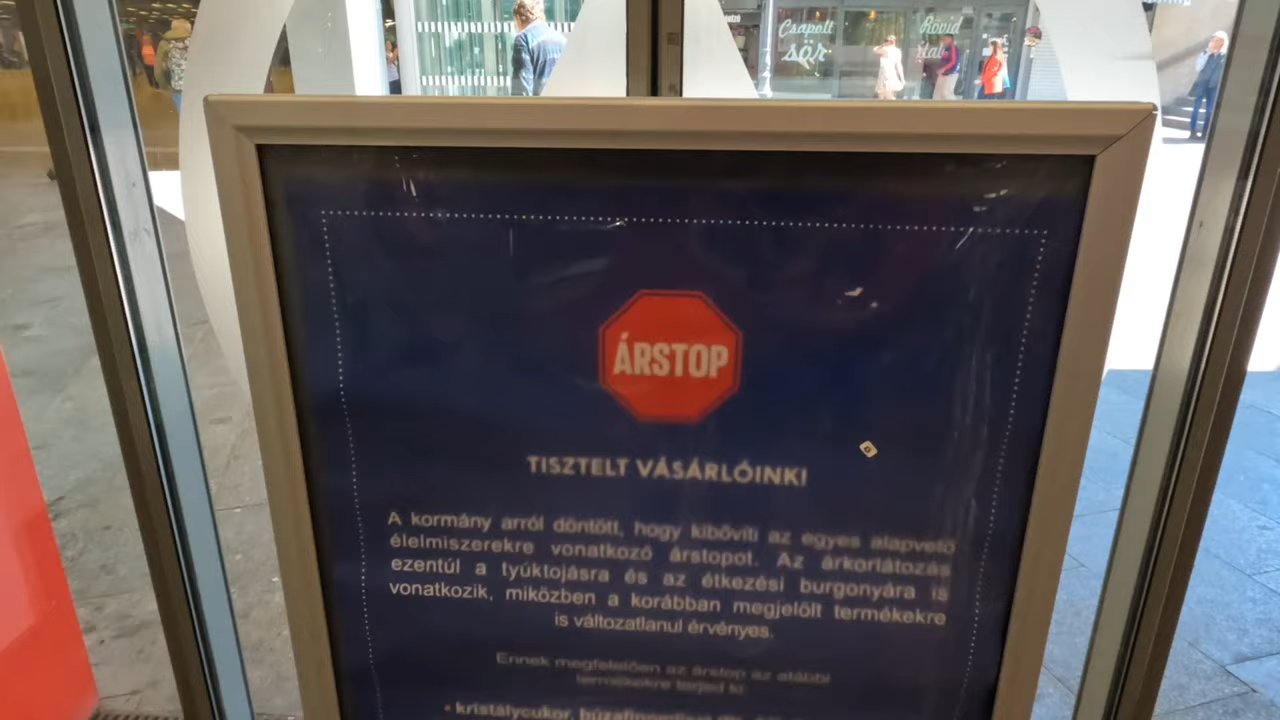 Csapolt
sör
Rövid
ital
ÁRSTOP
TISZTELT VÁSÁRLÓINK!
A kormány arról döntött, hogy kibővíti az egyes alapvető
élelmiszerekre vonatkozó árstopot. Az árkorlátozás
ezentúl a tyúktojásra és az étkezési burgonyára is
vonatkozik, miközben a korábban megjelölt termékekre
is változatlanul érvényes.
Ennek megfelelően az árstop az alábbi
termékekre terjed ki:
• kristálycukor, búzafinomliszt